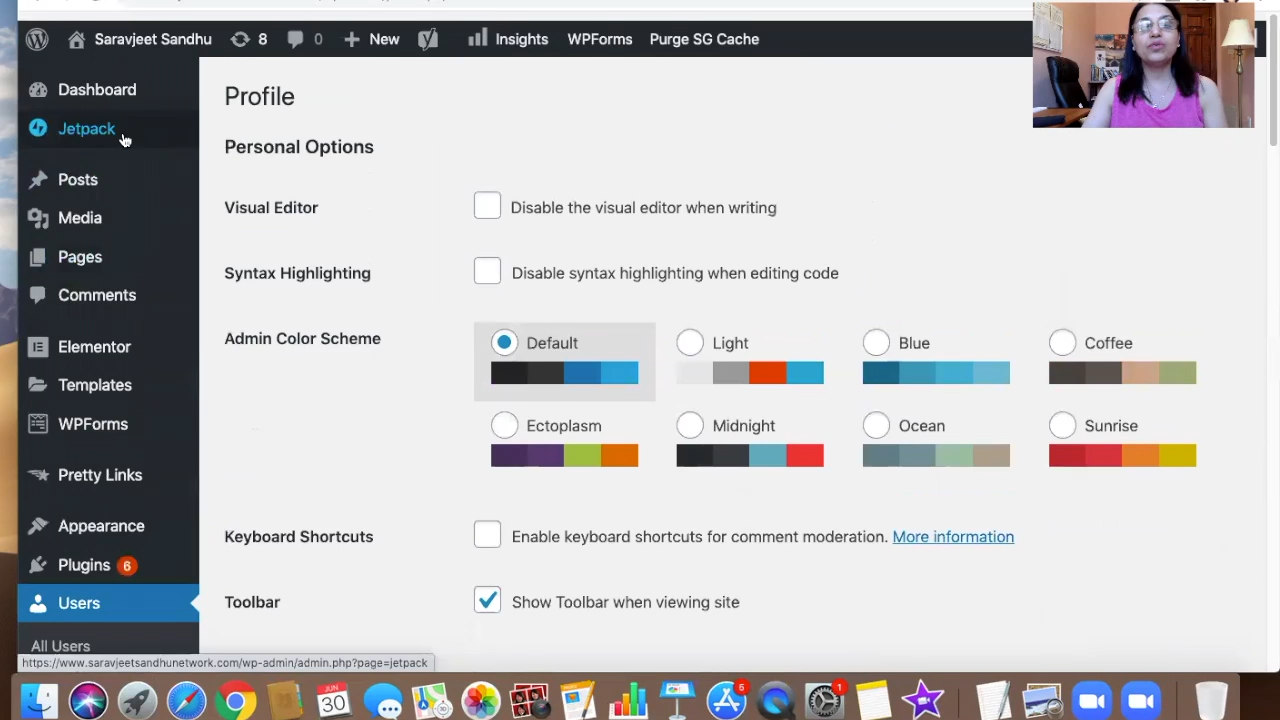 Saravjeet Sandhu 8 0 New Insights WPForms Purge SG Cache
Dashboard
Jetpack
Posts
Media
Pages
Comments
Elementor
Templates
WPForms
Pretty Links
Appearance
Plugins 6
Users
All Users
Profile
Personal Options
Visual Editor Disable the visual editor when writing
Syntax Highlighting Disable syntax highlighting when editing code
Admin Color Scheme Default Light Blue Coffee
Ectoplasm Midnight Ocean Sunrise
Keyboard Shortcuts Enable keyboard shortcuts for comment moderation. More information
Toolbar Show Toolbar when viewing site
https://www.saravjeetsandhunetwork.com/wp-admin/admin.php?page=jetpack
JUN
30
6
1